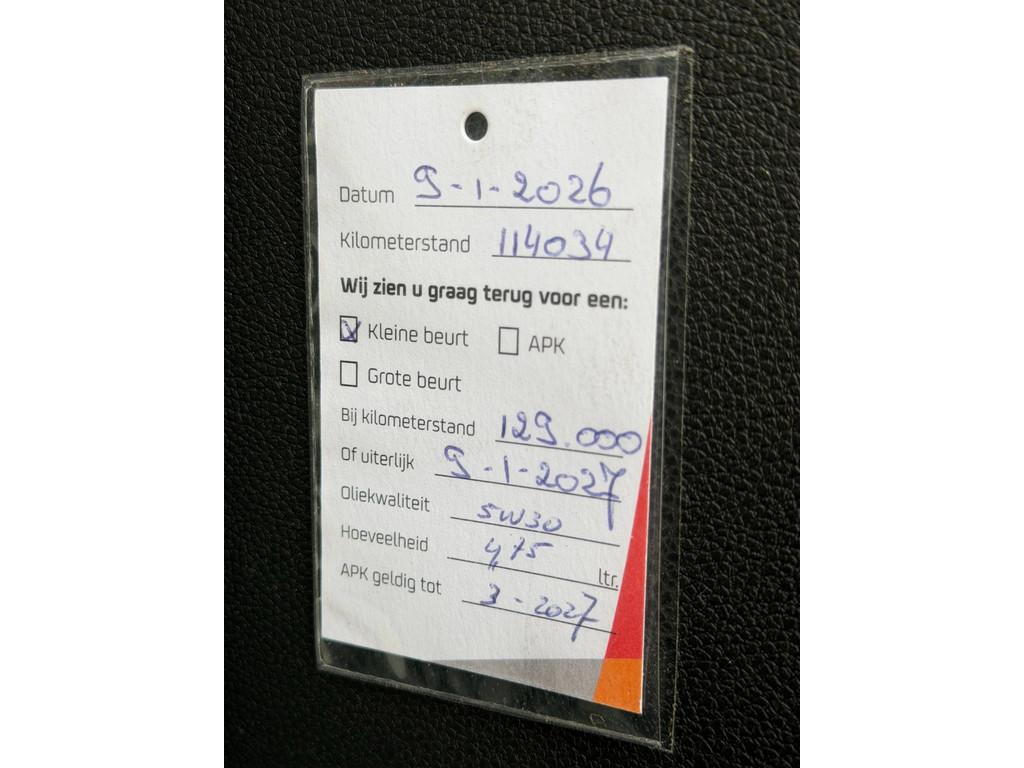 Datum 9-1-2026
Kilometerstand 114034
Wij zien u graag terug voor een:
Kleine beurt APK
Grote beurt
Bij kilometerstand 129.000
Of uiterlijk 9-1-2027
Oliekwaliteit 5W30
Hoeveelheid 4,75 ltr.
APK geldig tot 3-2027